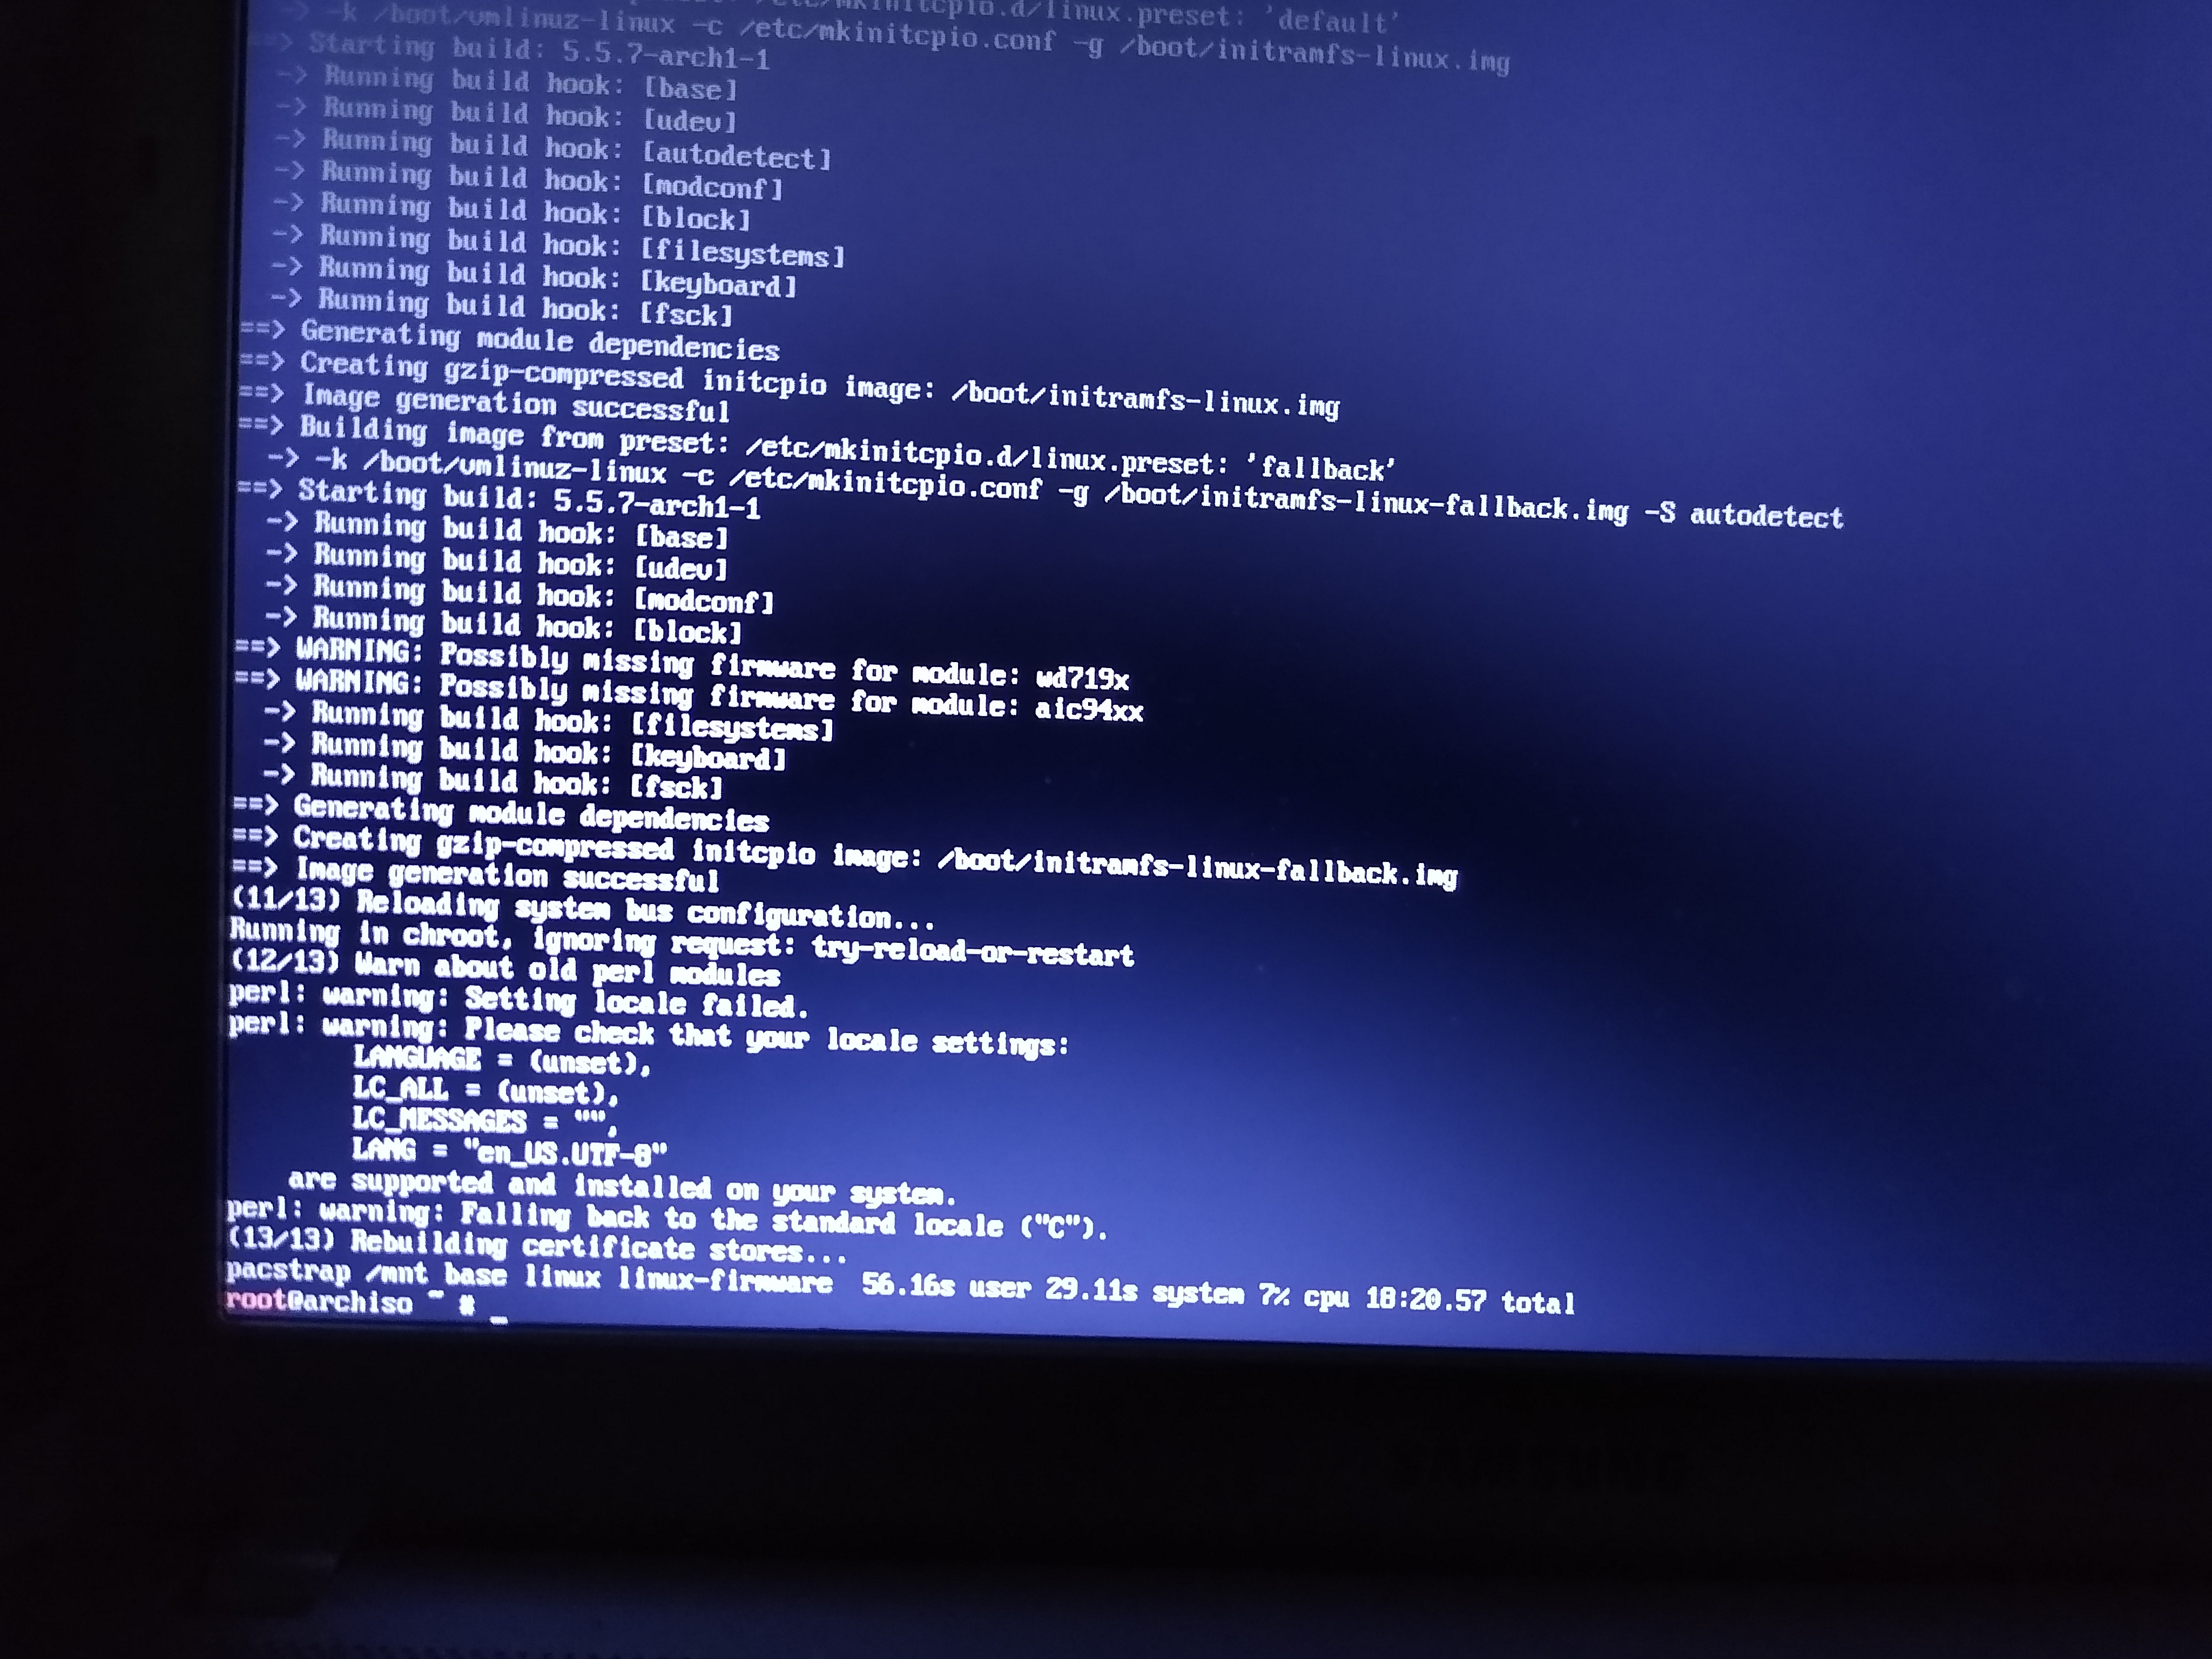 /etc/mkinitcpio.d/linux.preset: 'default'
-> -k /boot/vmlinuz-linux -c /etc/mkinitcpio.conf -g /boot/initramfs-linux.img
==> Starting build: 5.5.7-arch1-1
-> Running build hook: [base]
-> Running build hook: [udev]
-> Running build hook: [autodetect]
-> Running build hook: [modconf]
-> Running build hook: [block]
-> Running build hook: [filesystems]
-> Running build hook: [keyboard]
-> Running build hook: [fsck]
==> Generating module dependencies
==> Creating gzip-compressed initcpio image: /boot/initramfs-linux.img
==> Image generation successful
==> Building image from preset: /etc/mkinitcpio.d/linux.preset: 'fallback'
-> -k /boot/vmlinuz-linux -c /etc/mkinitcpio.conf -g /boot/initramfs-linux-fallback.img -S autodetect
==> Starting build: 5.5.7-arch1-1
-> Running build hook: [base]
-> Running build hook: [udev]
-> Running build hook: [modconf]
-> Running build hook: [block]
==> WARNING: Possibly missing firmware for module: wd719x
==> WARNING: Possibly missing firmware for module: aic94xx
-> Running build hook: [filesystems]
-> Running build hook: [keyboard]
-> Running build hook: [fsck]
==> Generating module dependencies
==> Creating gzip-compressed initcpio image: /boot/initramfs-linux-fallback.img
==> Image generation successful
(11/13) Reloading system bus configuration...
Running in chroot, ignoring request: try-reload-or-restart
(12/13) Warn about old perl modules
perl: warning: Setting locale failed.
perl: warning: Please check that your locale settings:
LANGUAGE = (unset),
LC_ALL = (unset),
LC_MESSAGES = "",
LANG = "en_US.UTF-8"
are supported and installed on your system.
perl: warning: Falling back to the standard locale ("C").
(13/13) Rebuilding certificate stores...
pacstrap /mnt base linux linux-firmware  56.16s user 29.11s system 7% cpu 18:20.57 total
root@archiso ~ # _